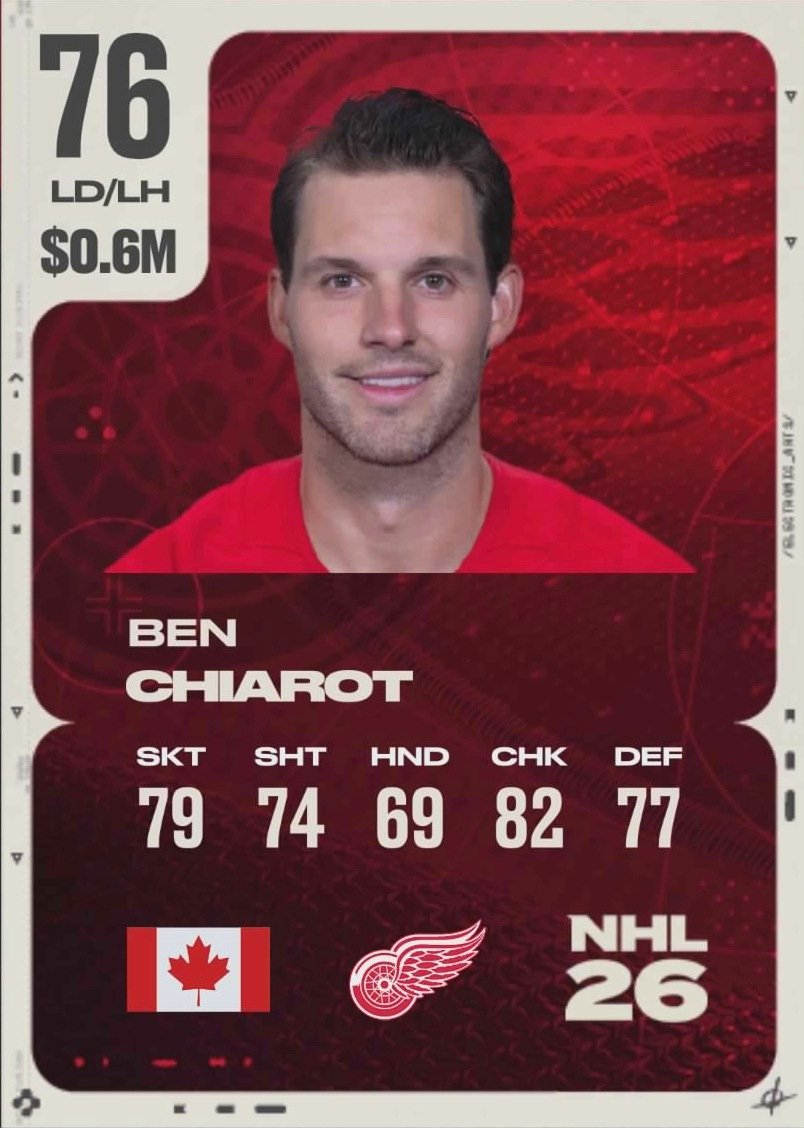 76
LD/LH
$0.6M
BEN
CHIAROT
SKT SHT HND CHK DEF
79 74 69 82 77
NHL
26